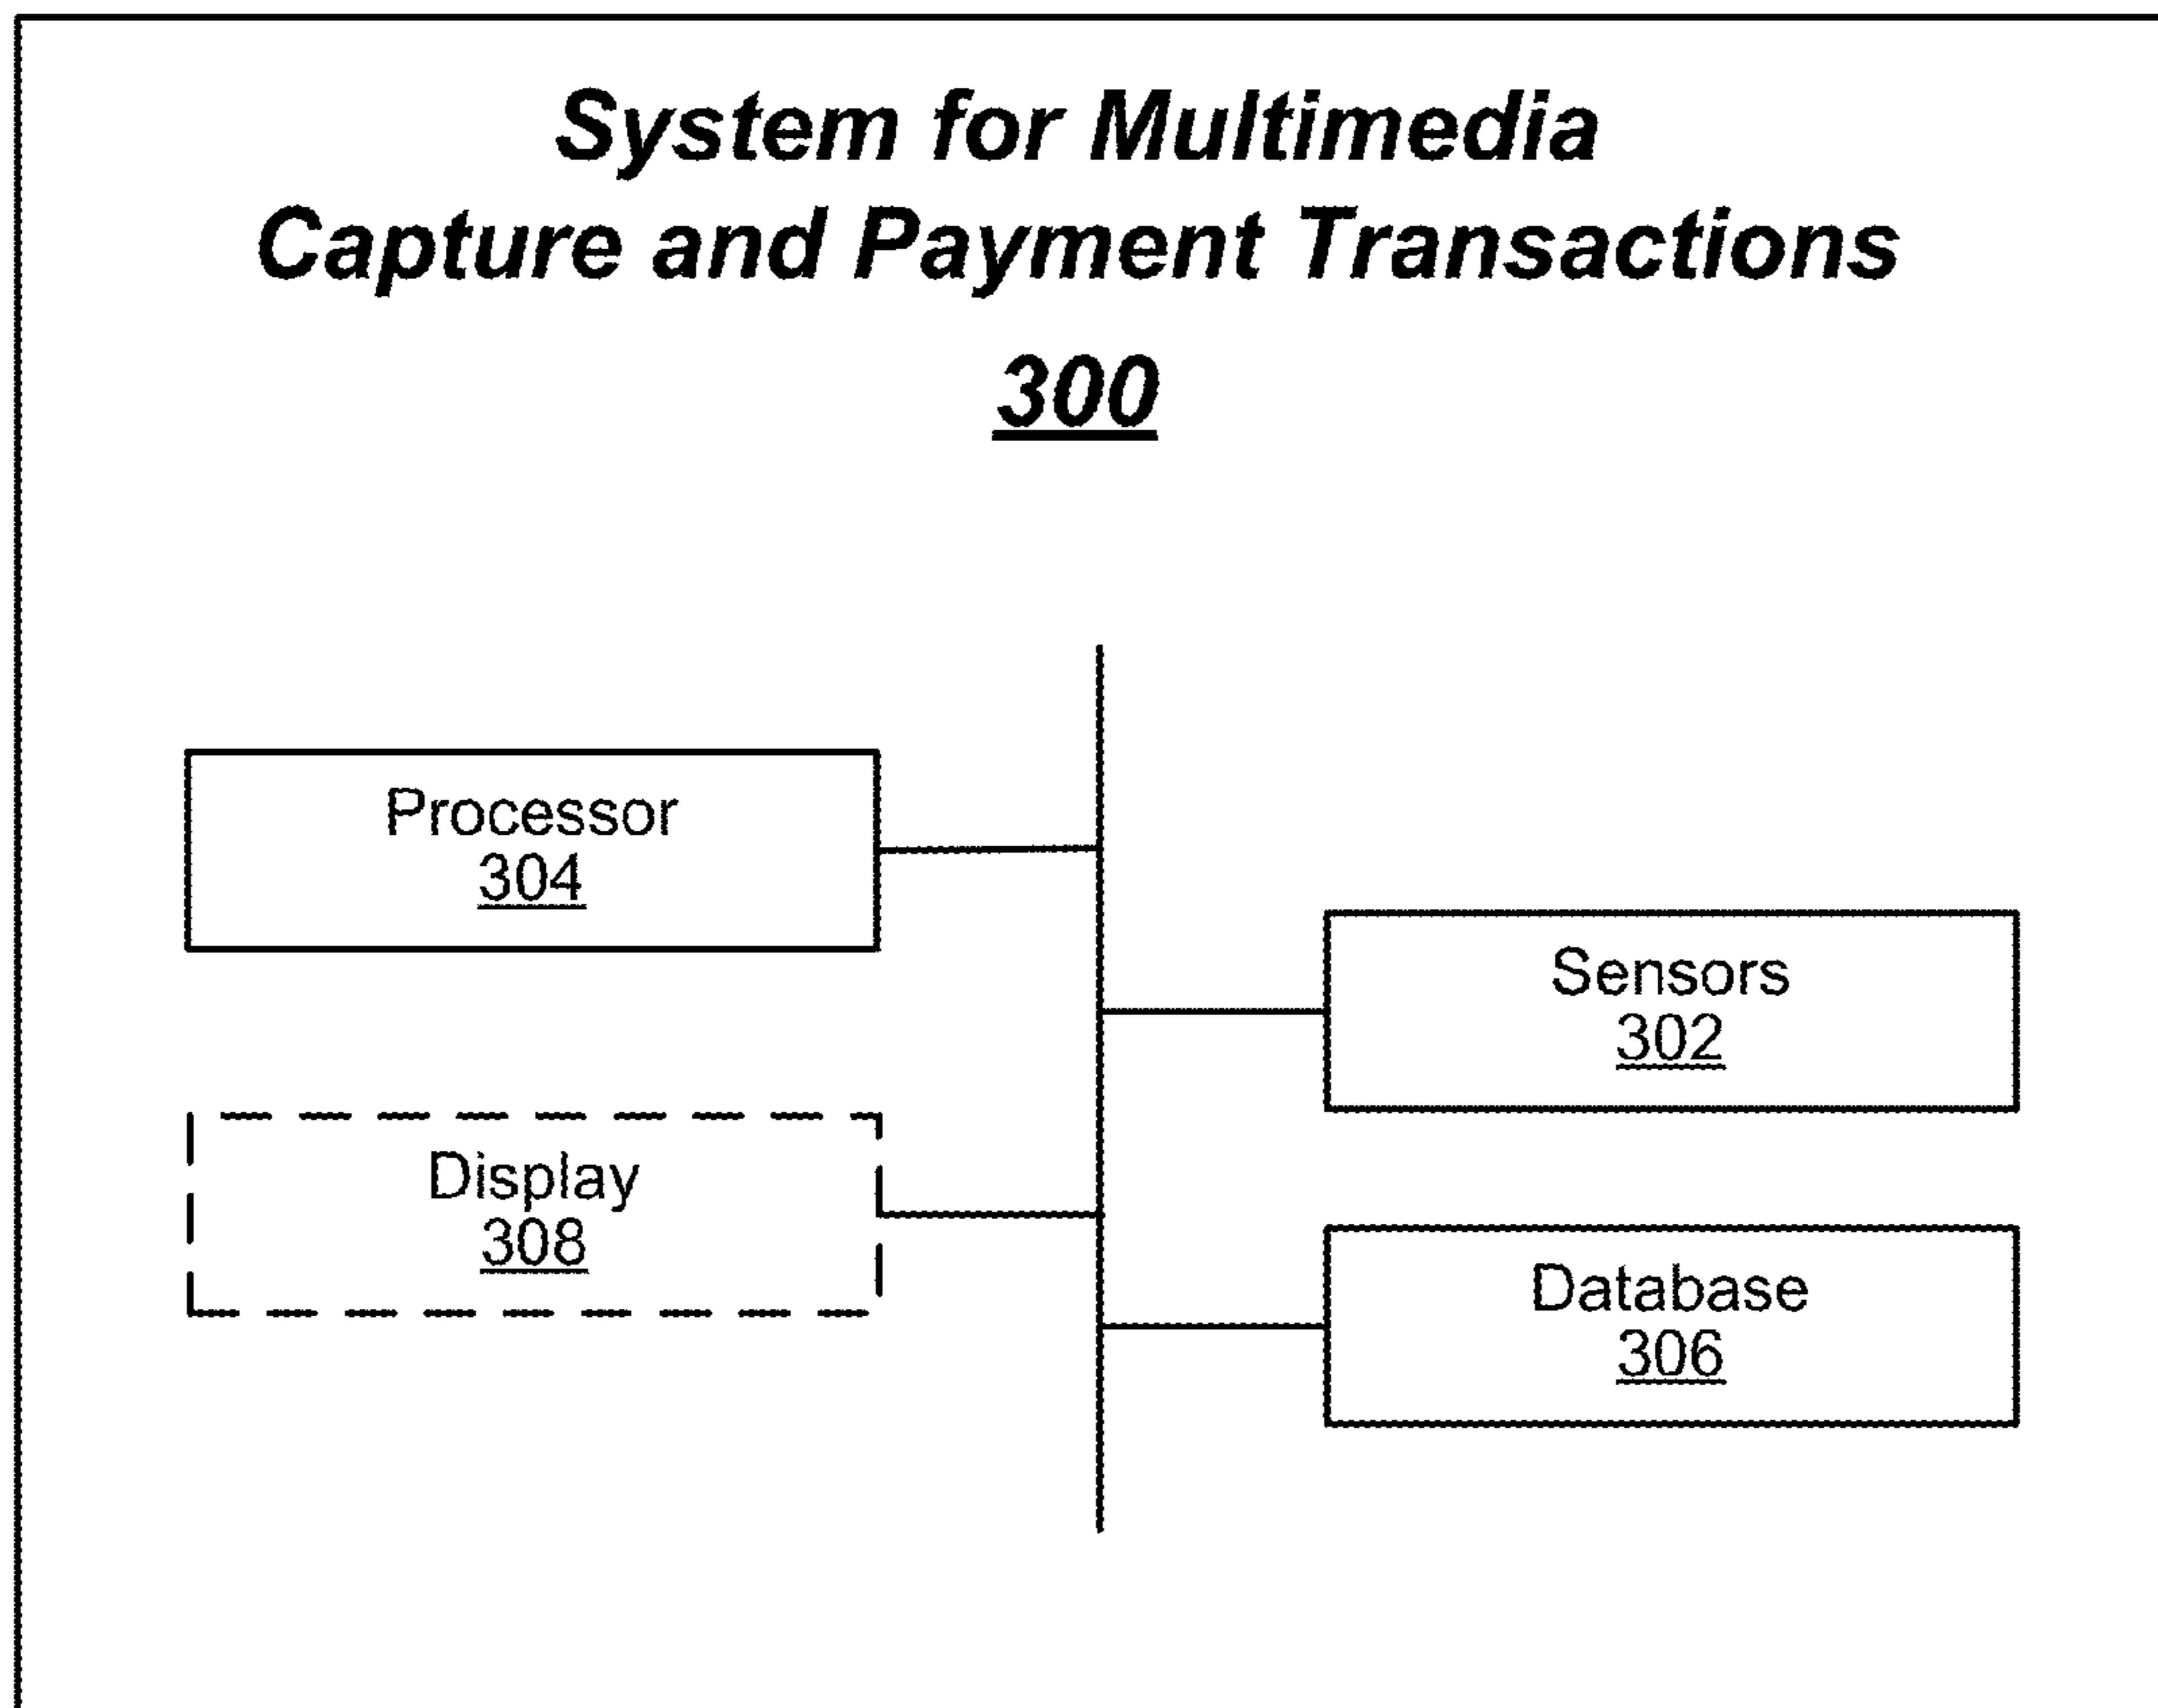 System for Multimedia
Capture and Payment Transactions
300
Processor
304
Sensors
302
Display
308
Database
306